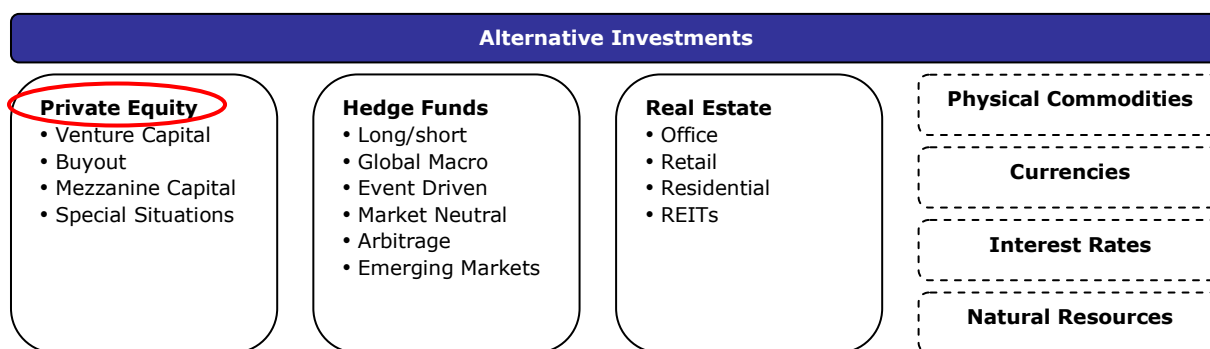 Alternative Investments
Private Equity
• Venture Capital
• Buyout
• Mezzanine Capital
• Special Situations
Hedge Funds
• Long/short
• Global Macro
• Event Driven
• Market Neutral
• Arbitrage
• Emerging Markets
Real Estate
• Office
• Retail
• Residential
• REITs
Physical Commodities
Currencies
Interest Rates
Natural Resources